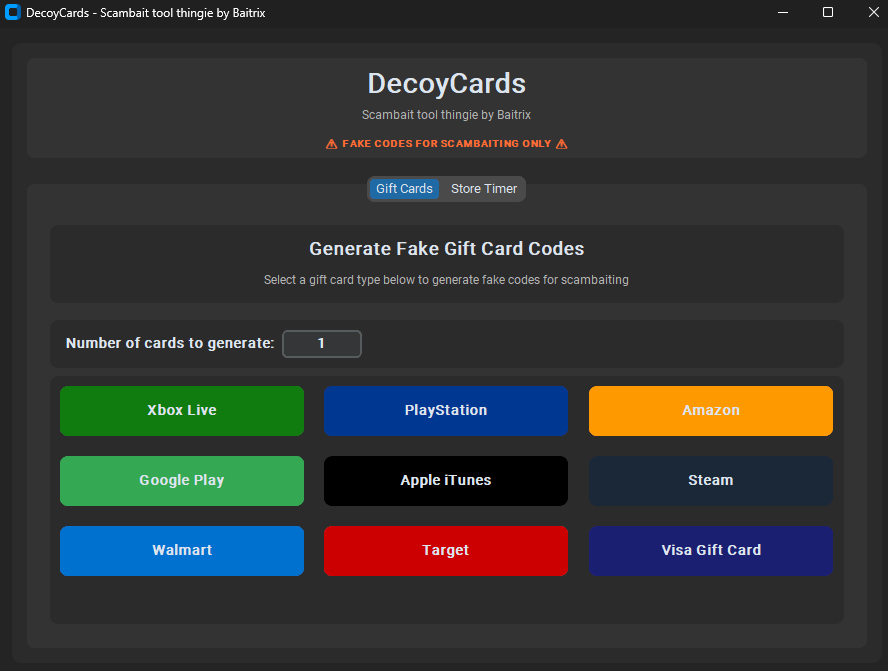 DecoyCards - Scambait tool thingie by Baitrix
DecoyCards
Scambait tool thingie by Baitrix
⚠ FAKE CODES FOR SCAMBAITING ONLY ⚠
Gift Cards Store Timer
Generate Fake Gift Card Codes
Select a gift card type below to generate fake codes for scambaiting
Number of cards to generate: 1
Xbox Live PlayStation Amazon
Google Play Apple iTunes Steam
Walmart Target Visa Gift Card